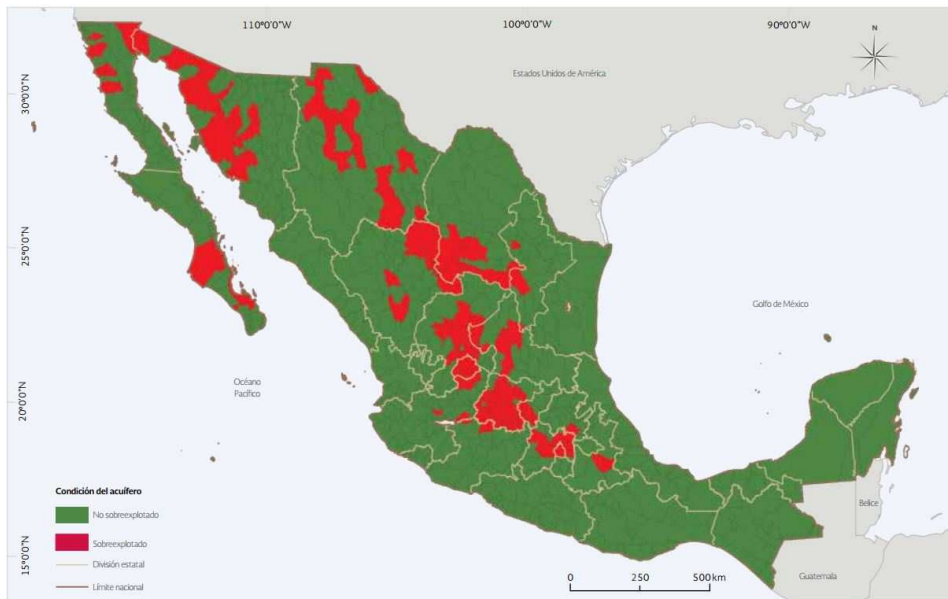 110°0'0"W
100°0'0"W
90°0'0"W
N
Estados Unidos de América
30°0'0"N
25°0'0"N
Golfo de México
Océano
Pacífico
20°0'0"N
Condición del acuífero
No sobreexplotado
Sobreexplotado
División estatal
Límite nacional
Belice
15°0'0"N
Guatemala
0 250 500 km